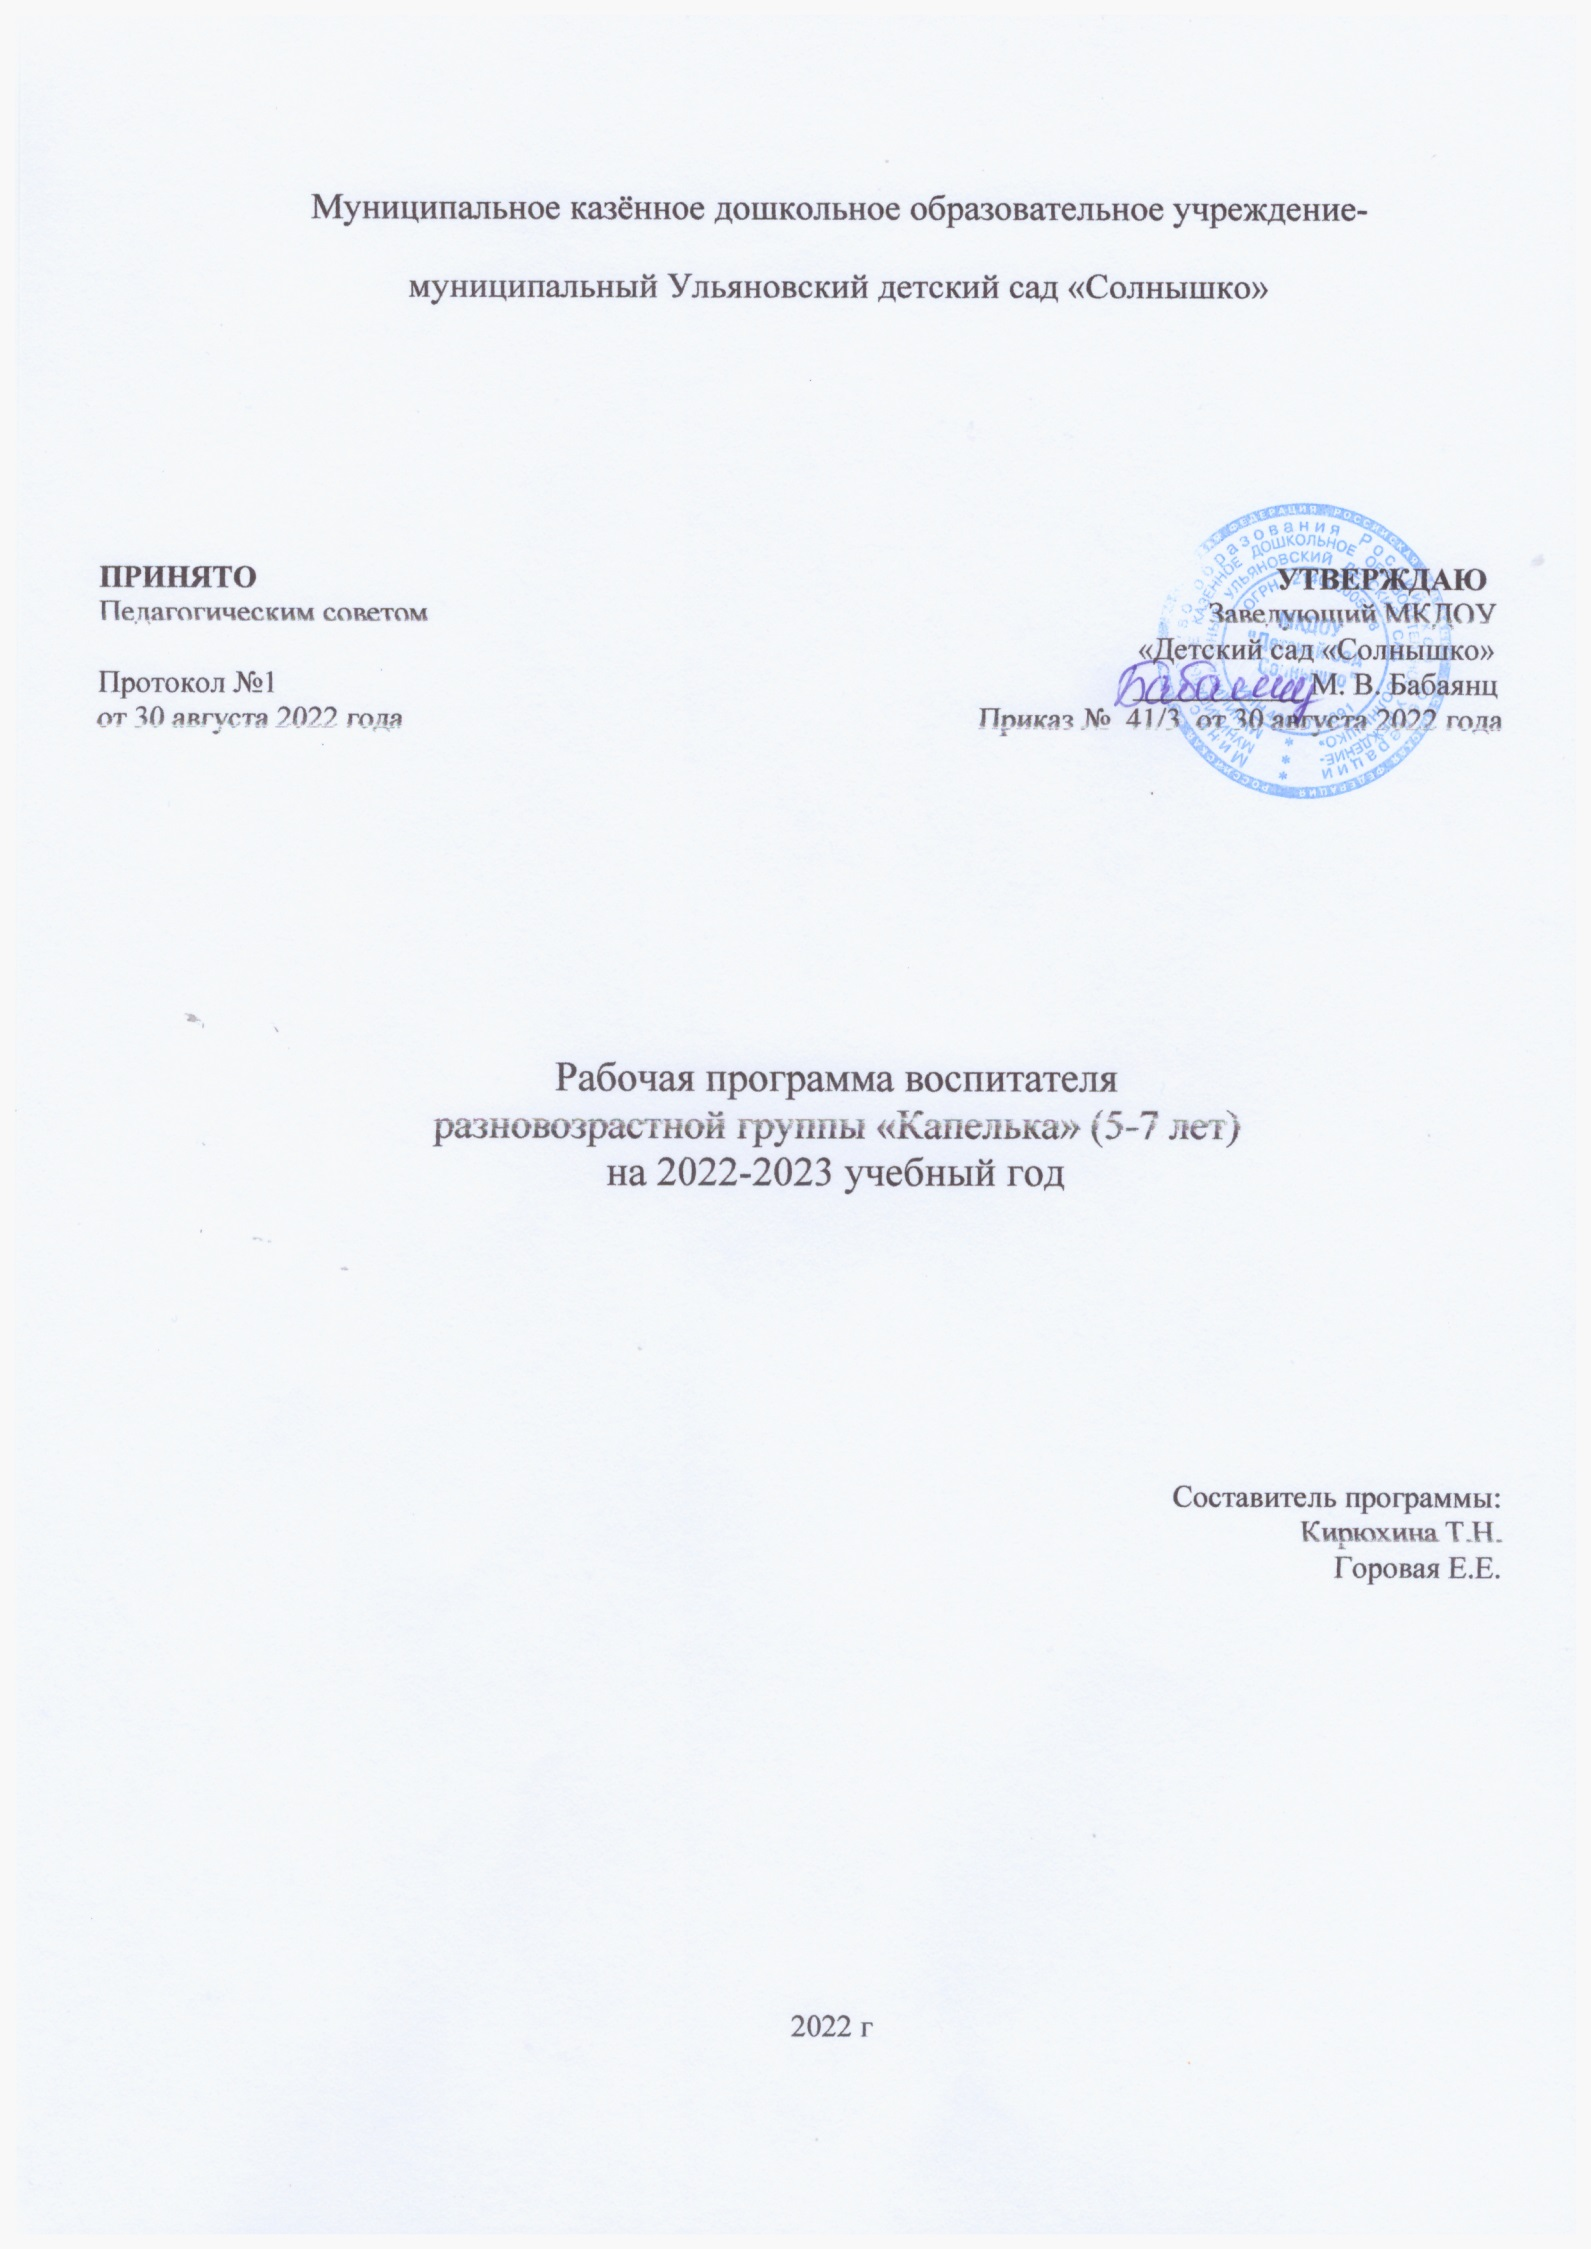 Муниципальное казённое дошкольное образовательное учреждение-
муниципальный Ульяновский детский сад «Солнышко»
ПРИНЯТО
Педагогическим советом
Протокол №1
от 30 августа 2022 года
УТВЕРЖДАЮ
Заведующий МКДОУ
«Детский сад «Солнышко»
М. В. Бабаянц
Приказ № 41/3 от 30 августа 2022 года
Рабочая программа воспитателя
разновозрастной группы «Капелька» (5-7 лет)
на 2022-2023 учебный год
Составитель программы:
Кирюхина Т.Н.
Горовая Е.Е.
2022 г